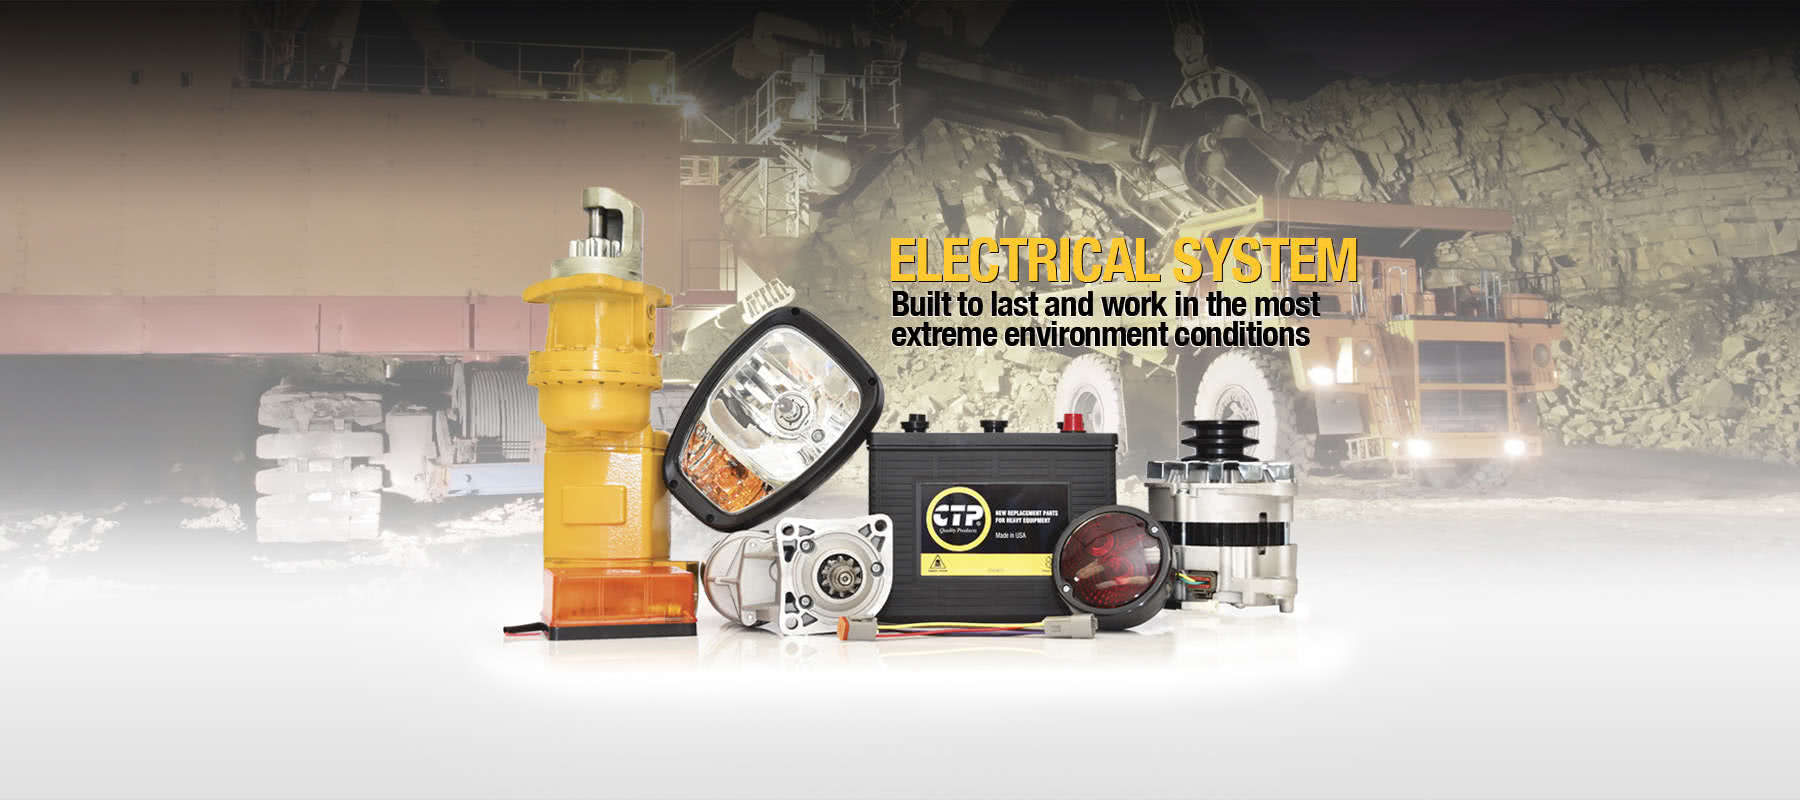 ELECTRICAL SYSTEM
Built to last and work in the most
extreme environment conditions
CTP
®
Quality Products
NEW REPLACEMENT PARTS
FOR HEAVY EQUIPMENT
Made in USA